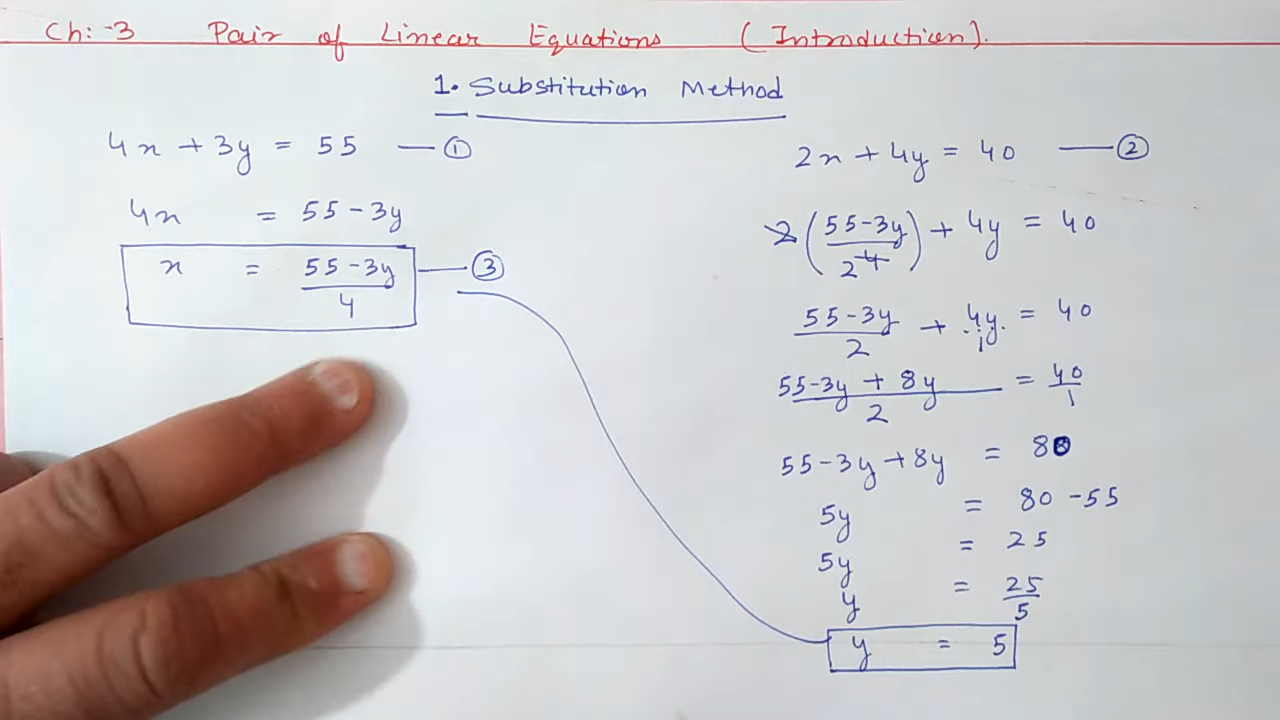 Ch:-3 Pair of Linear Equations (Introduction).
1. Substitution Method
4x + 3y = 55 — ①
4x = 55 - 3y
x = (55 - 3y)/4 — ③
2x + 4y = 40 — ②
2((55-3y)/2 4) + 4y = 40
(55-3y)/2 + 4y/1 = 40
(55-3y + 8y)/2 = 40/1
55-3y+8y = 80
5y = 80 - 55
5y = 25
y = 25/5
y = 5